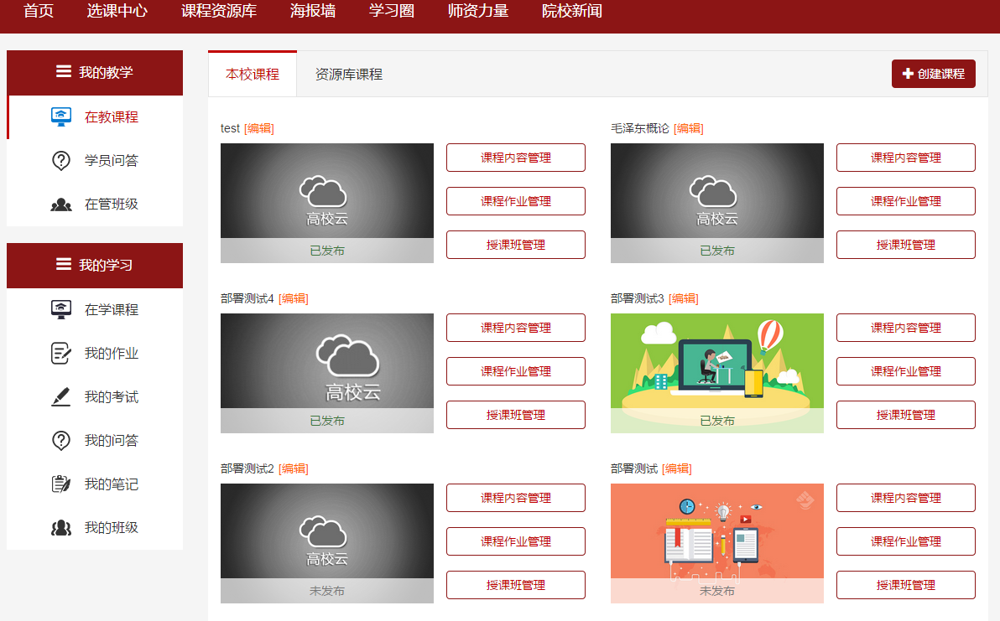 首页 选课中心 课程资源库 海报墙 学习圈 师资力量 院校新闻
我的教学
在教课程
学员问答
在管班级
我的学习
在学课程
我的作业
我的考试
我的问答
我的笔记
我的班级
本校课程 资源库课程 创建课程
test [编辑]
高校云
已发布
课程内容管理
课程作业管理
授课班管理
毛泽东概论 [编辑]
高校云
已发布
课程内容管理
课程作业管理
授课班管理
部署测试4 [编辑]
高校云
已发布
课程内容管理
课程作业管理
授课班管理
部署测试3 [编辑]
已发布
课程内容管理
课程作业管理
授课班管理
部署测试2 [编辑]
高校云
未发布
课程内容管理
课程作业管理
授课班管理
部署测试 [编辑]
未发布
课程内容管理
课程作业管理
授课班管理